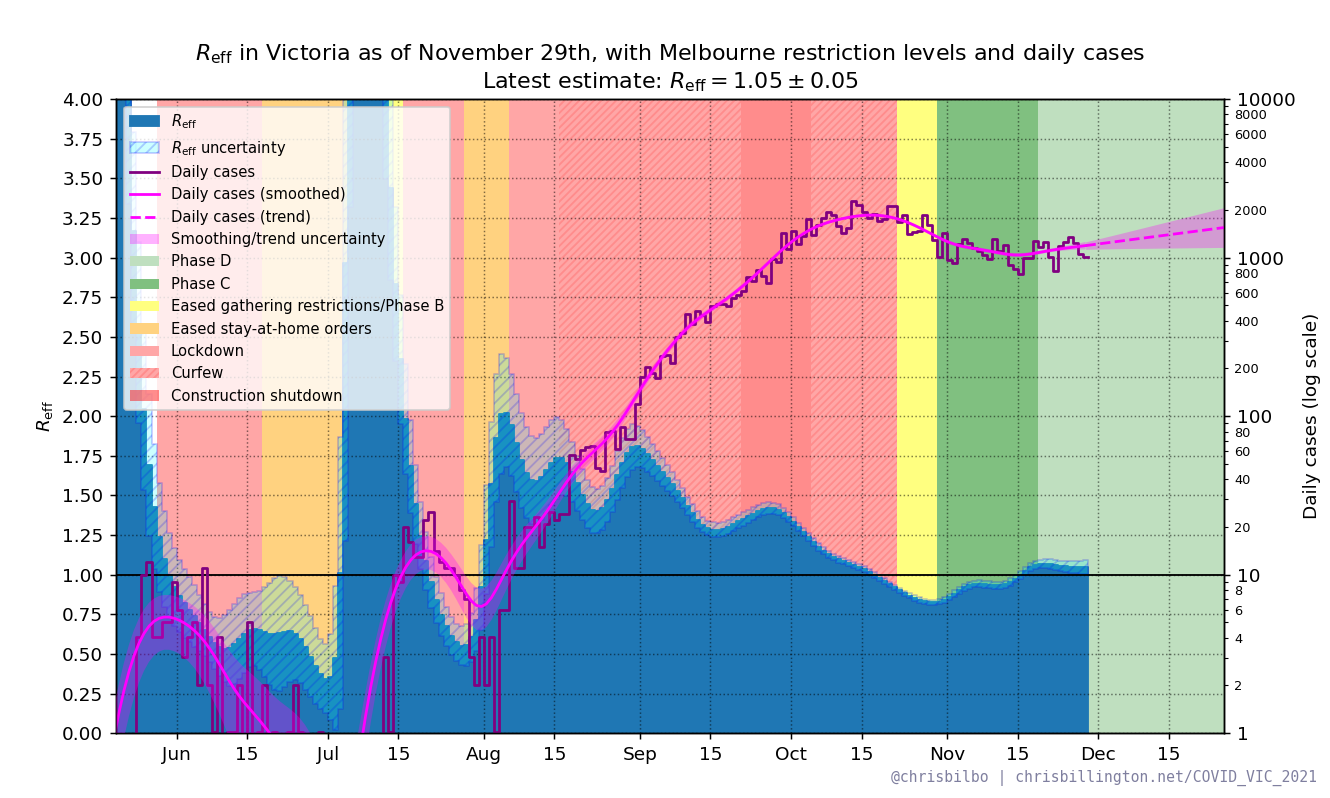 Reff in Victoria as of November 29th, with Melbourne restriction levels and daily cases
Latest estimate: Reff = 1.05 ± 0.05
4.00
3.75
3.50
3.25
3.00
2.75
2.50
2.25
2.00
1.75
1.50
1.25
1.00
0.75
0.50
0.25
0.00
Reff
Reff
Reff uncertainty
Daily cases
Daily cases (smoothed)
Daily cases (trend)
Smoothing/trend uncertainty
Phase D
Phase C
Eased gathering restrictions/Phase B
Eased stay-at-home orders
Lockdown
Curfew
Construction shutdown
10000
8000
6000
4000
2000
1000
800
600
400
200
100
80
60
40
20
10
8
6
4
2
1
Daily cases (log scale)
Jun 15 Jul 15 Aug 15 Sep 15 Oct 15 Nov 15 Dec 15
@chrisbilbo | chrisbillington.net/COVID_VIC_2021